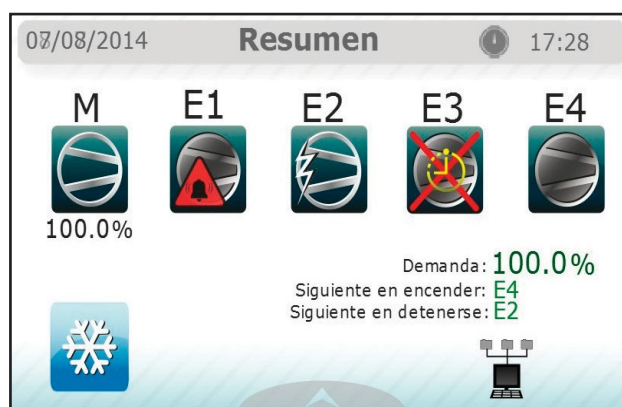 08/08/2014 Resumen 17:28
M E1 E2 E3 E4
100.0%
Demanda: 100.0%
Siguiente en encender: E4
Siguiente en detenerse: E2